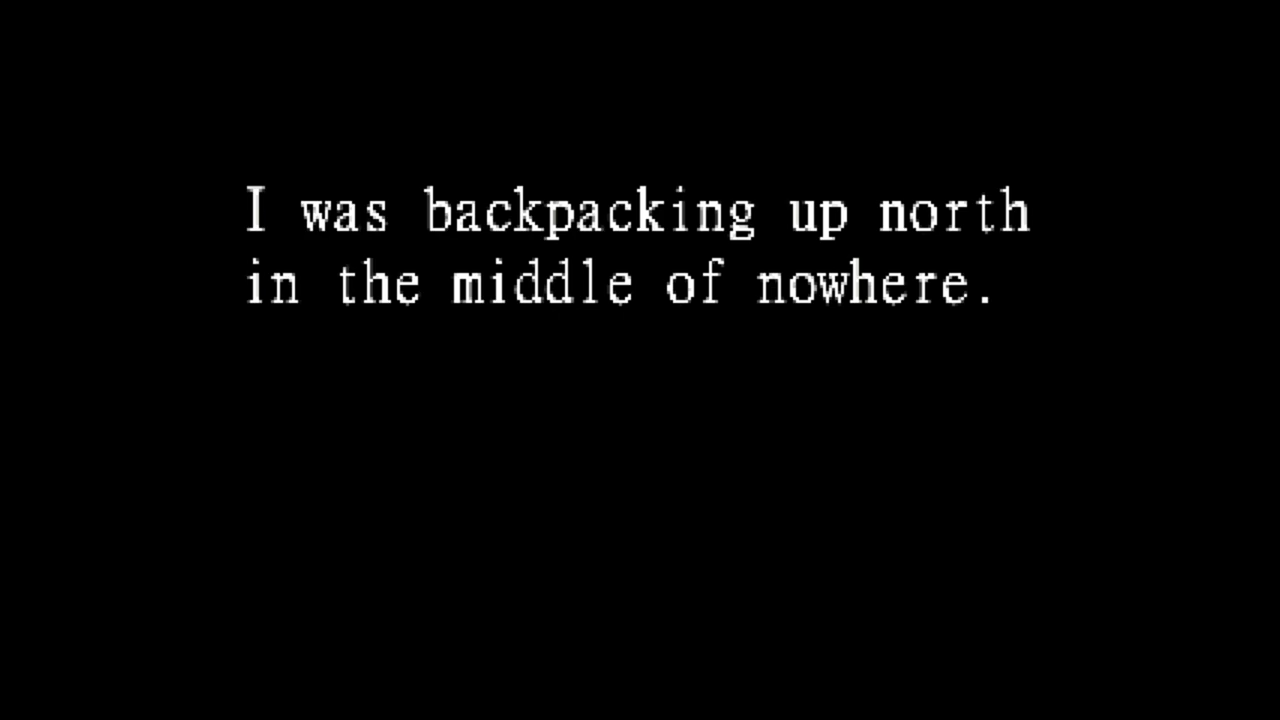 I was backpacking up north
in the middle of nowhere.